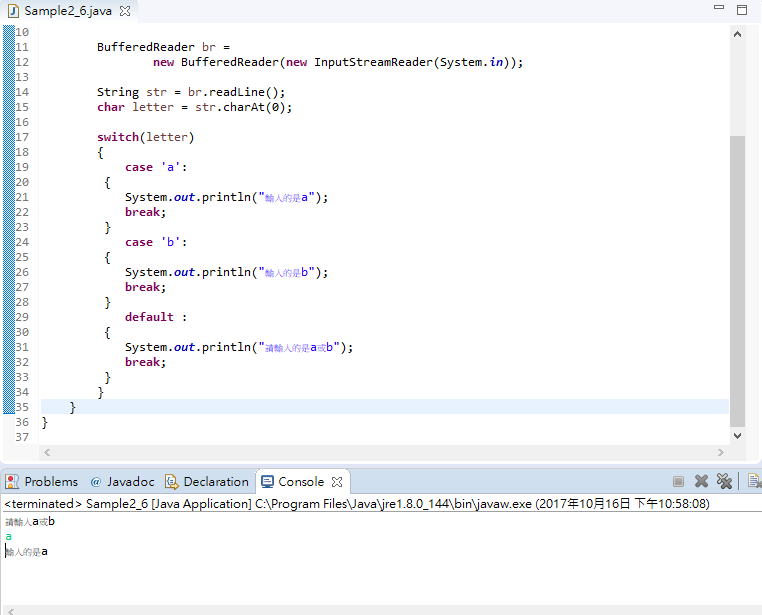 Sample2_6.java
10
11 BufferedReader br =
12 new BufferedReader(new InputStreamReader(System.in));
13
14 String str = br.readLine();
15 char letter = str.charAt(0);
16
17 switch(letter)
18 {
19 case 'a':
20 {
21 System.out.println("輸入的是a");
22 break;
23 }
24 case 'b':
25 {
26 System.out.println("輸入的是b");
27 break;
28 }
29 default :
30 {
31 System.out.println("請輸入的是a或b");
32 break;
33 }
34 }
35 }
36 }
37
Problems @ Javadoc Declaration Console
<terminated> Sample2_6 [Java Application] C:\Program Files\Java\jre1.8.0_144\bin\javaw.exe (2017年10月16日 下午10:58:08)
請輸入a或b
a
輸入的是a